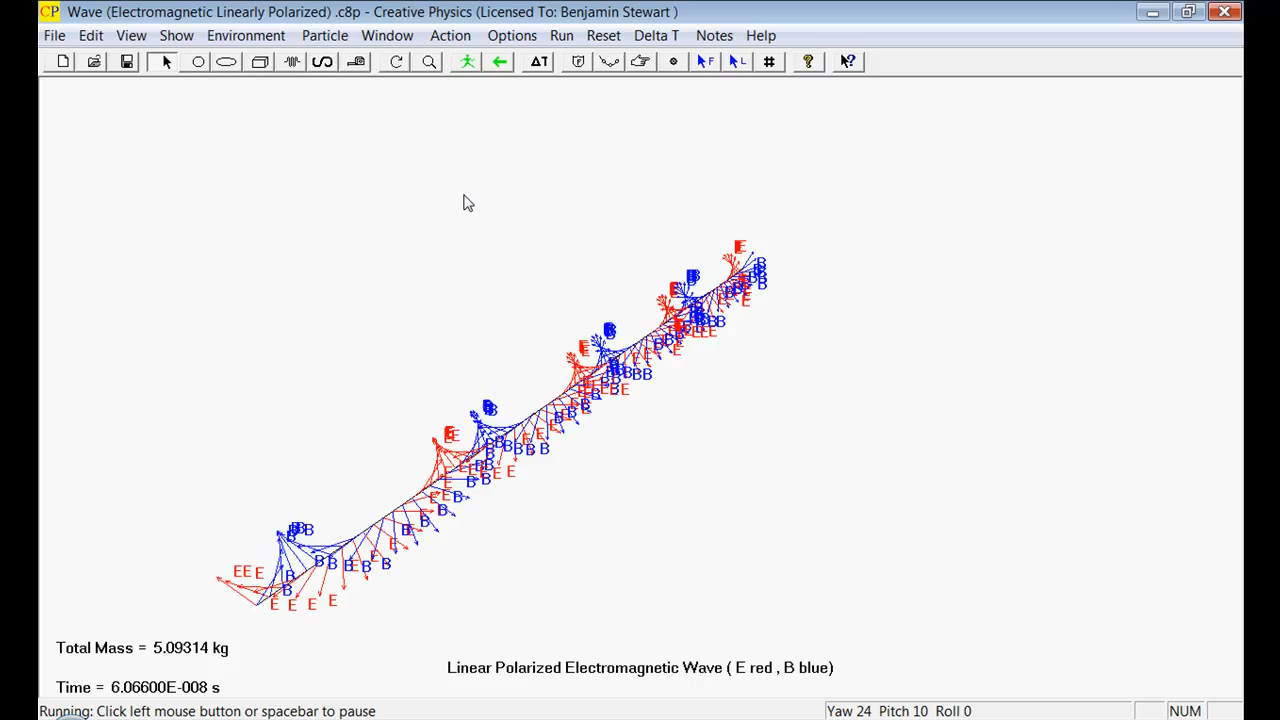 CP Wave (Electromagnetic Linearly Polarized) .c8p - Creative Physics (Licensed To: Benjamin Stewart )
File Edit View Show Environment Particle Window Action Options Run Reset Delta T Notes Help
ΔT F L # ? ?
Total Mass = 5.09314 kg
Linear Polarized Electromagnetic Wave ( E red , B blue)
Time = 6.06600E-008 s
Running: Click left mouse button or spacebar to pause Yaw 24 Pitch 10 Roll 0 NUM